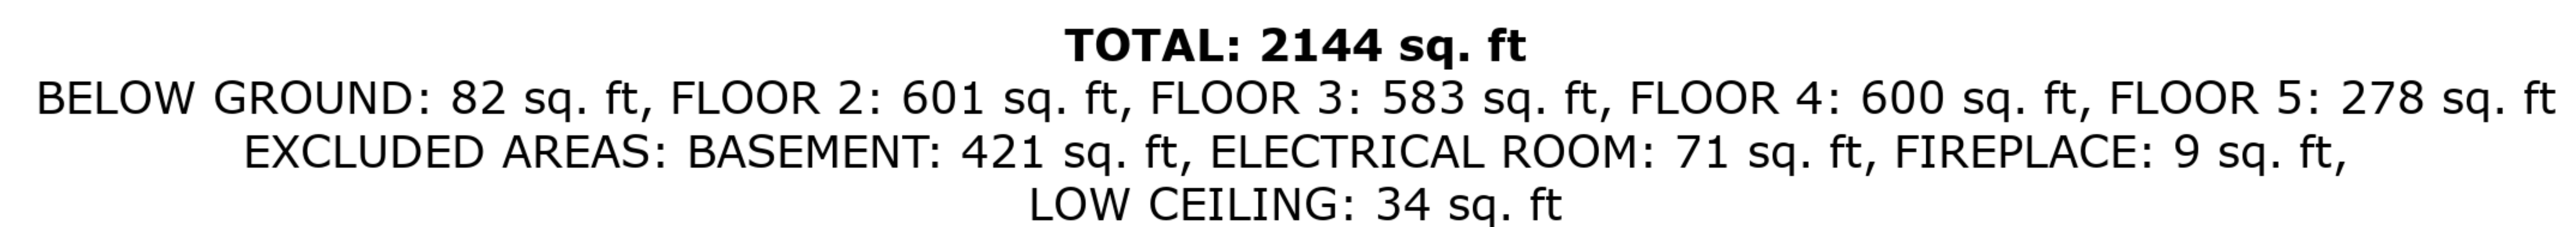 TOTAL: 2144 sq. ft
BELOW GROUND: 82 sq. ft, FLOOR 2: 601 sq. ft, FLOOR 3: 583 sq. ft, FLOOR 4: 600 sq. ft, FLOOR 5: 278 sq. ft
EXCLUDED AREAS: BASEMENT: 421 sq. ft, ELECTRICAL ROOM: 71 sq. ft, FIREPLACE: 9 sq. ft,
LOW CEILING: 34 sq. ft